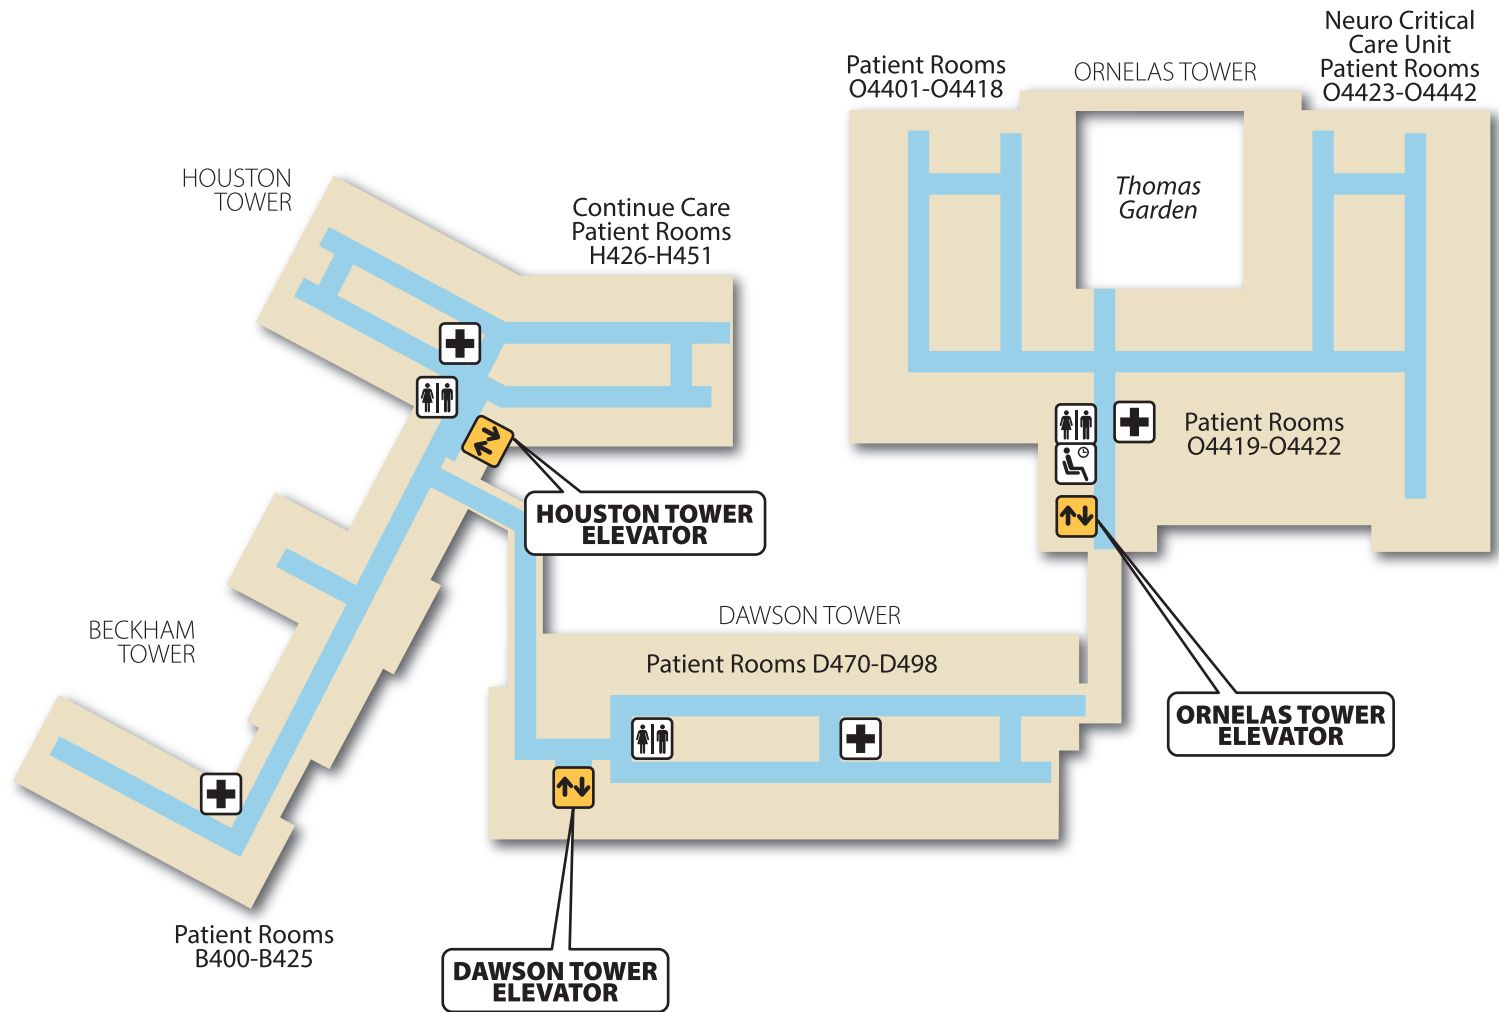 Neuro Critical
Care Unit
Patient Rooms
O4423-O4442
Patient Rooms
O4401-O4418
ORNELAS TOWER
HOUSTON
TOWER
Thomas
Garden
Continue Care
Patient Rooms
H426-H451
Patient Rooms
O4419-O4422
HOUSTON TOWER
ELEVATOR
BECKHAM
TOWER
DAWSON TOWER
Patient Rooms D470-D498
ORNELAS TOWER
ELEVATOR
Patient Rooms
B400-B425
DAWSON TOWER
ELEVATOR